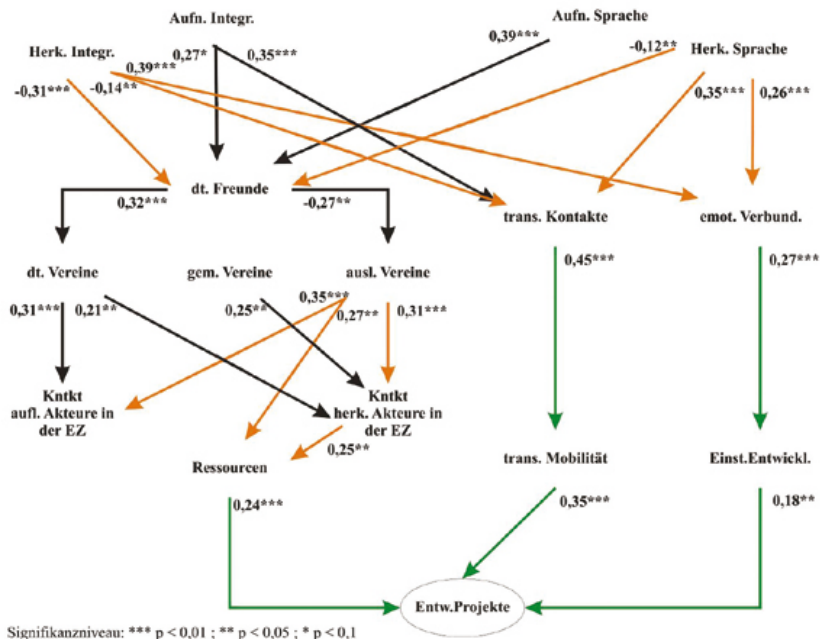 Aufn. Integr.
Aufn. Sprache
Herk. Integr.
0,27*
0,35***
0,39***
-0,12**
Herk. Sprache
0,39***
-0,31***
-0,14**
0,35***
0,26***
dt. Freunde
0,32***
-0,27**
trans. Kontakte
emot. Verbund.
0,45***
0,27***
dt. Vereine
gem. Vereine
ausl. Vereine
0,31***
0,21**
0,25**
0,35***
0,27**
0,31***
Kntkt
aufl. Akteure in
der EZ
Kntkt
herk. Akteure in
der EZ
0,25**
Ressourcen
trans. Mobilität
Einst.Entwickl.
0,24***
0,35***
0,18**
Entw.Projekte
Signifikanzniveau: *** p < 0,01 ; ** p < 0,05 ; * p < 0,1